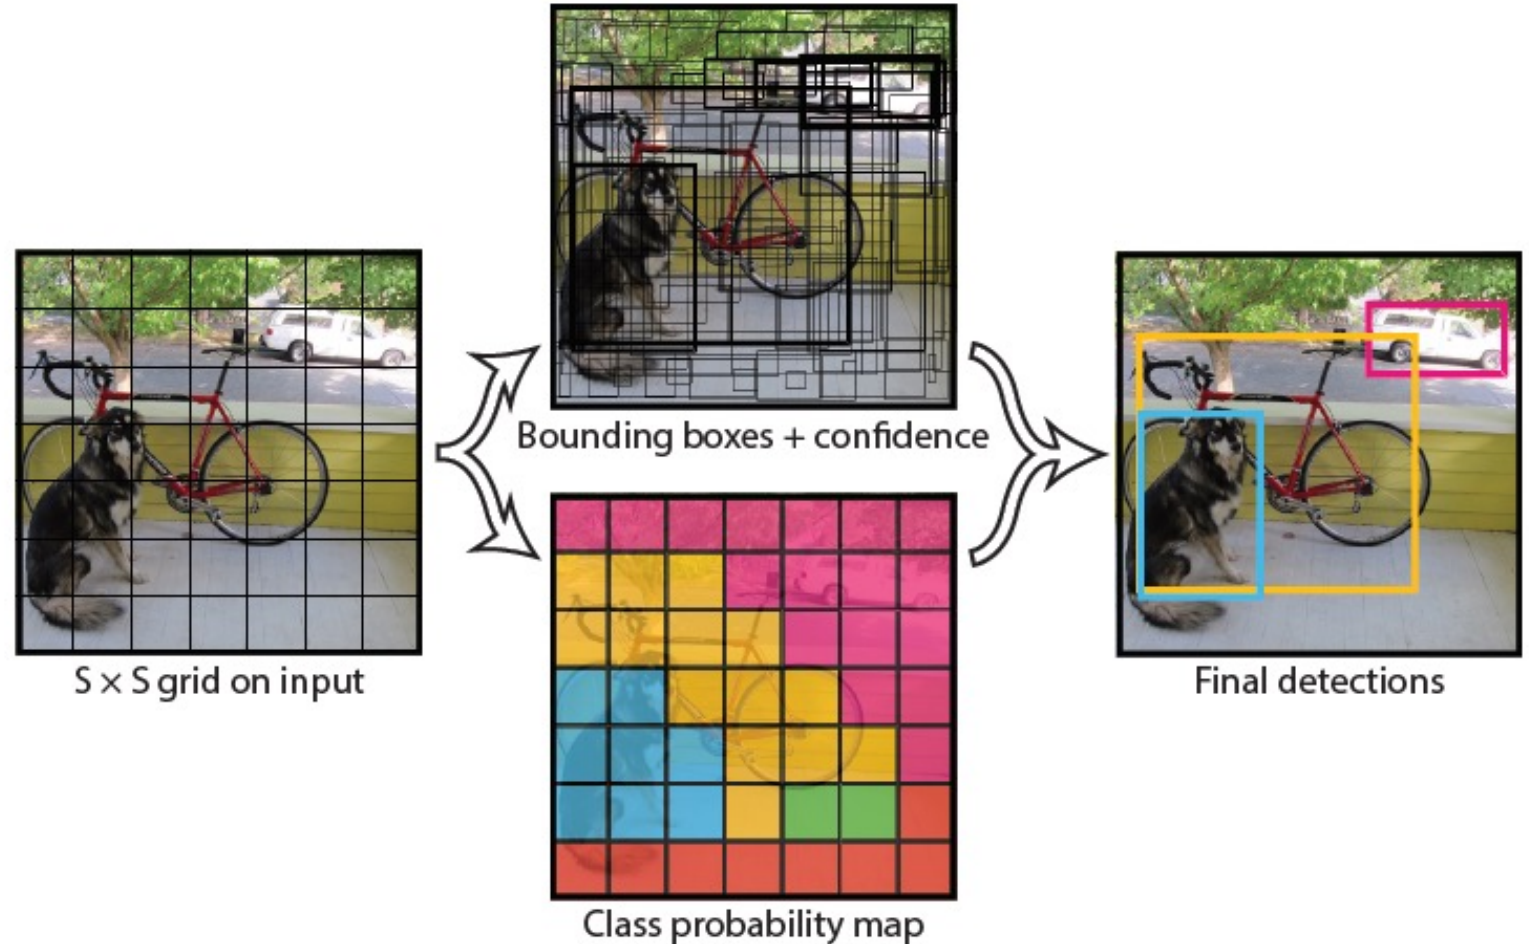 Bounding boxes + confidence
S × S grid on input
Final detections
Class probability map